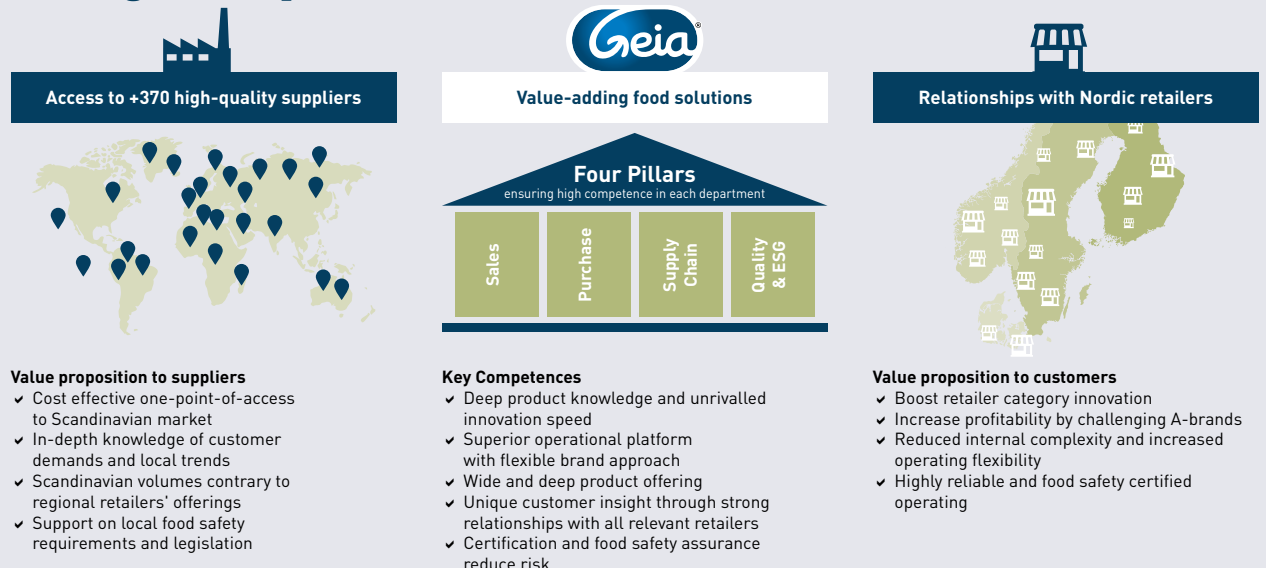 Geia®
Access to +370 high-quality suppliers
Value-adding food solutions
Relationships with Nordic retailers
Four Pillars
ensuring high competence in each department
Sales
Purchase
Supply
Chain
Quality
& ESG
Value proposition to suppliers
Cost effective one-point-of-access
to Scandinavian market
In-depth knowledge of customer
demands and local trends
Scandinavian volumes contrary to
regional retailers' offerings
Support on local food safety
requirements and legislation
Key Competences
Deep product knowledge and unrivalled
innovation speed
Superior operational platform
with flexible brand approach
Wide and deep product offering
Unique customer insight through strong
relationships with all relevant retailers
Certification and food safety assurance
reduce risk
Value proposition to customers
Boost retailer category innovation
Increase profitability by challenging A-brands
Reduced internal complexity and increased
operating flexibility
Highly reliable and food safety certified
operating